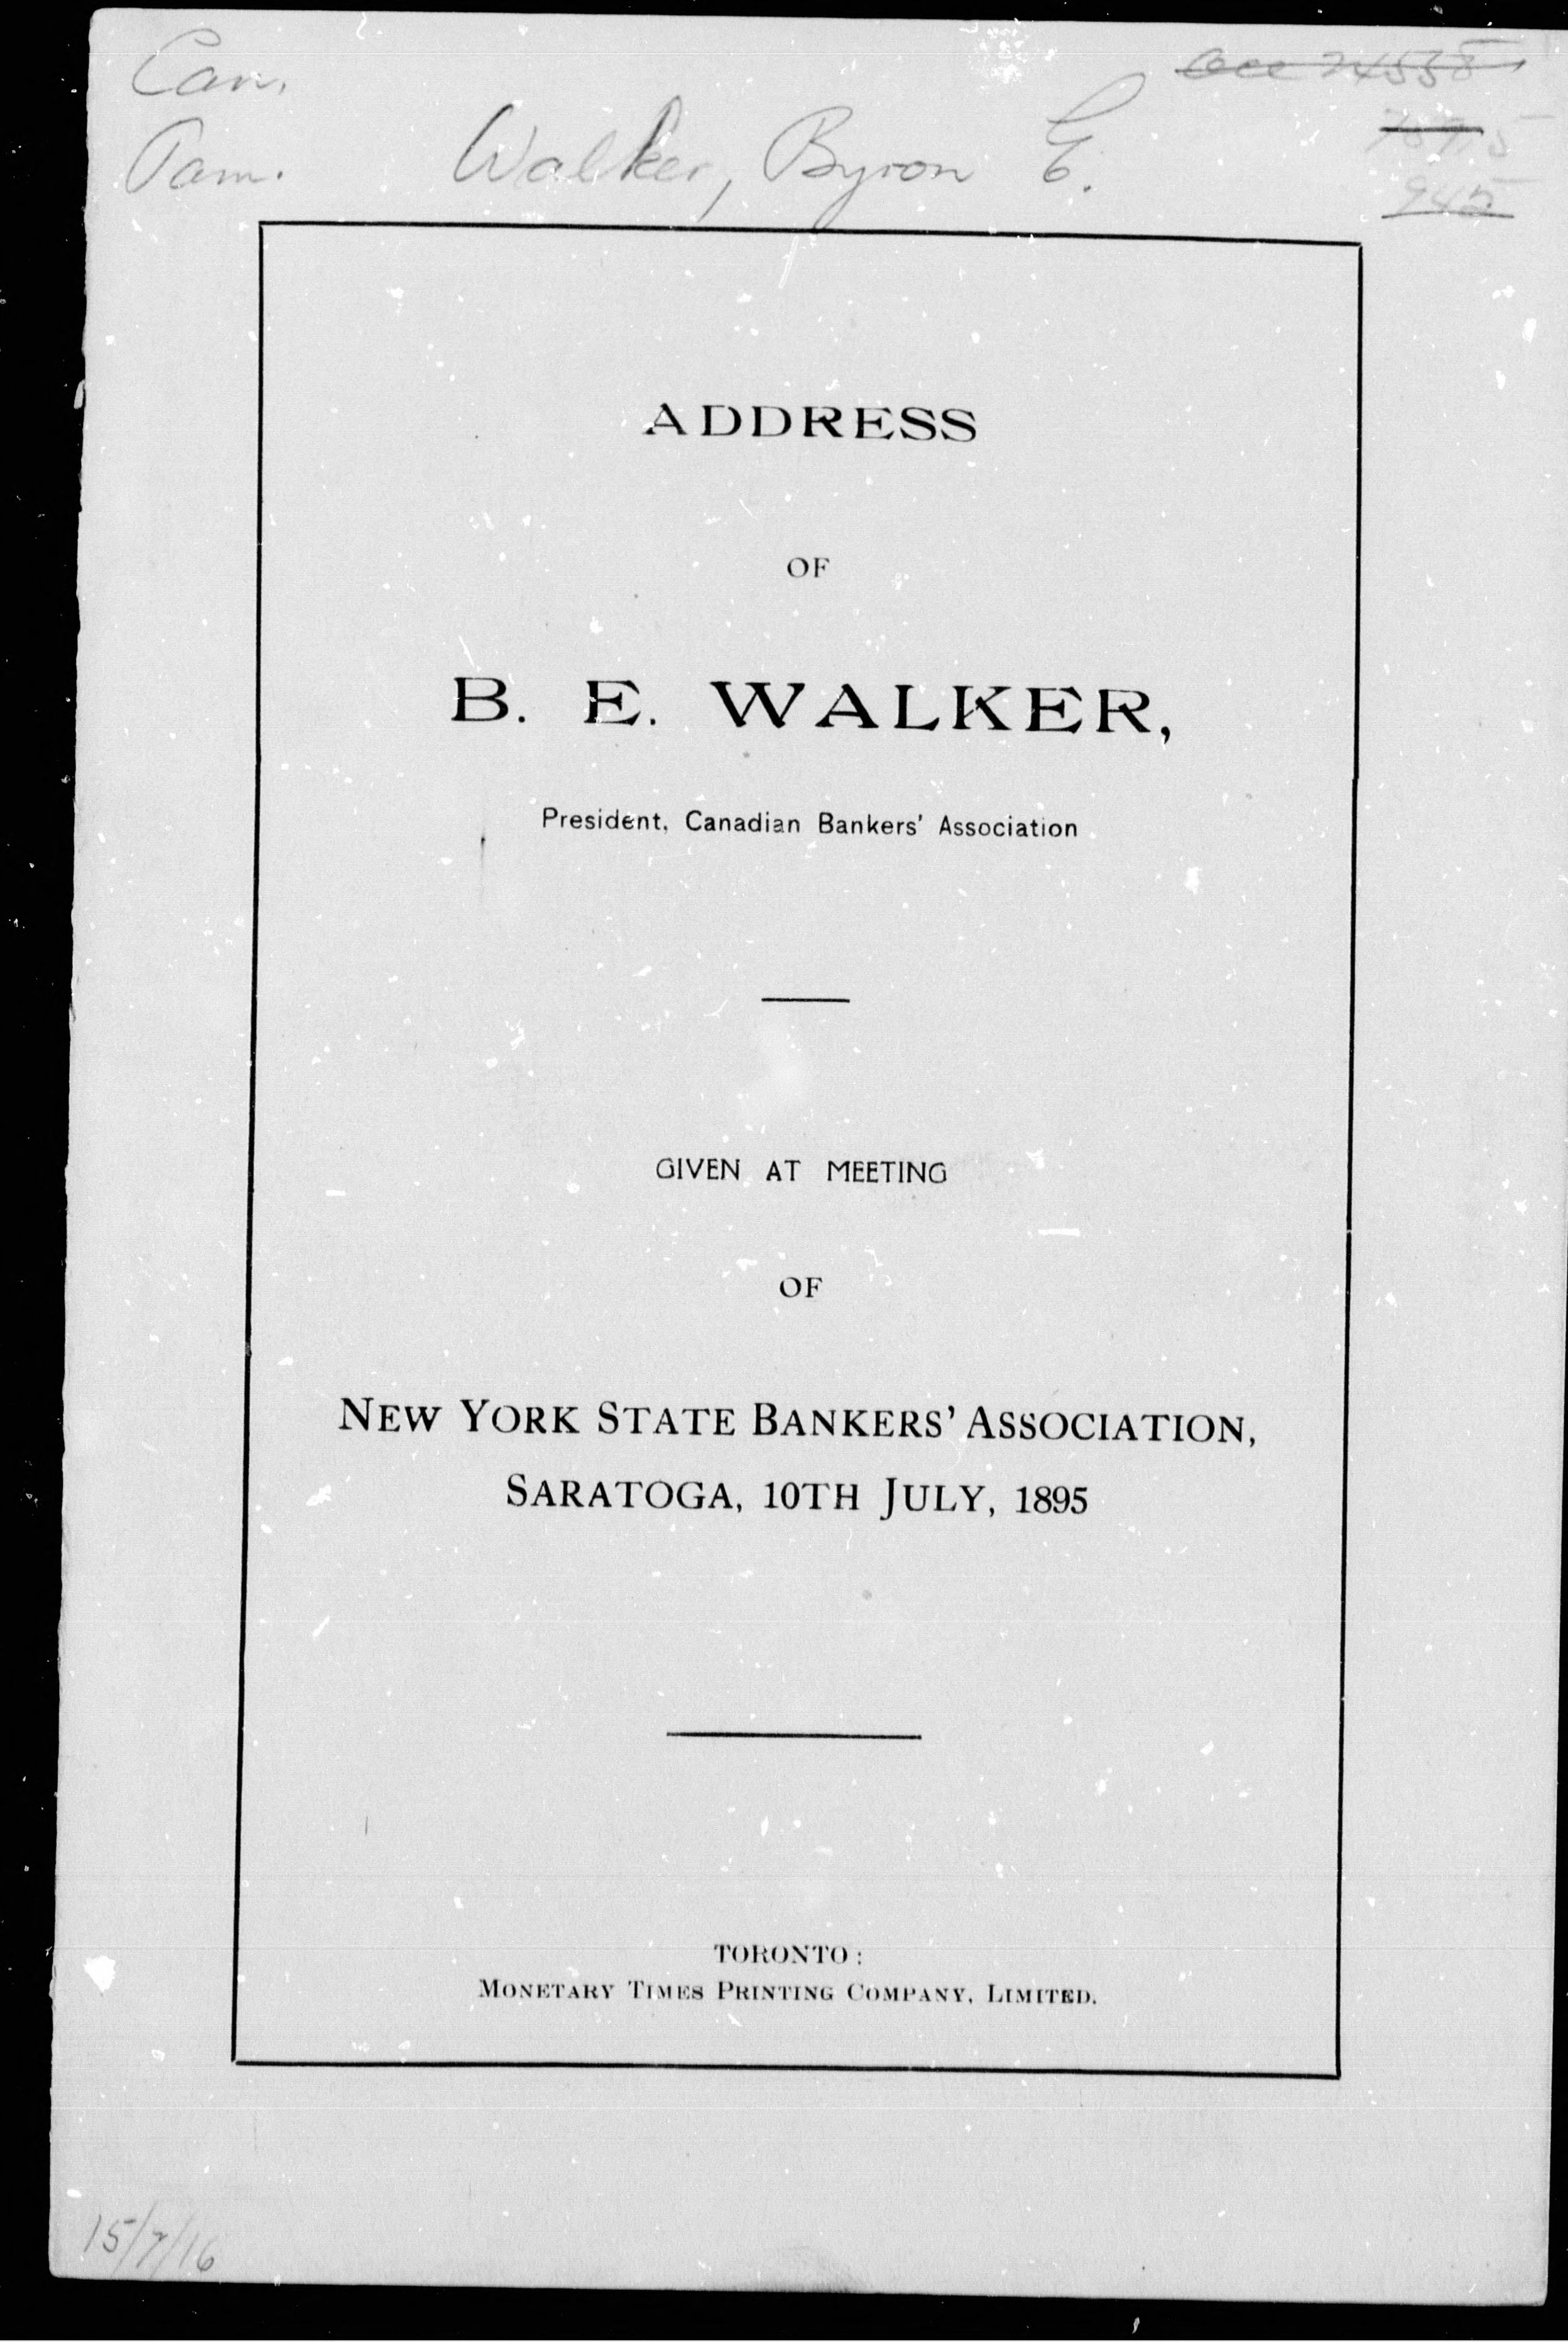 Can.
Pam.
Walker, Byron E.
ADDRESS
OF
B. E. WALKER,
President, Canadian Bankers' Association
GIVEN AT MEETING
OF
NEW YORK STATE BANKERS' ASSOCIATION,
SARATOGA, 10TH JULY, 1895
TORONTO:
MONETARY TIMES PRINTING COMPANY, LIMITED.
15/7/16